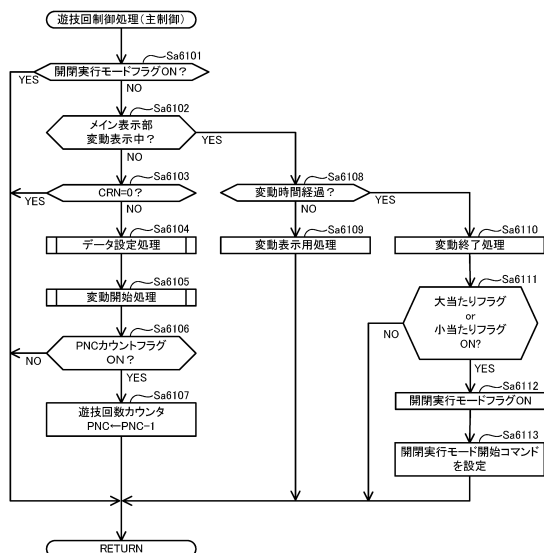 遊技回制御処理(主制御)
Sa6101
開閉実行モードフラグON？
YES
NO
Sa6102
メイン表示部
変動表示中？
YES
NO
Sa6103
CRN=0？
YES
NO
Sa6104
データ設定処理
Sa6105
変動開始処理
Sa6106
PNCカウントフラグ
ON？
NO
YES
Sa6107
遊技回数カウンタ
PNC←PNC-1
Sa6108
変動時間経過？
YES
NO
Sa6109
変動表示用処理
Sa6110
変動終了処理
Sa6111
大当たりフラグ
or
小当たりフラグ
ON?
NO
YES
Sa6112
開閉実行モードフラグON
Sa6113
開閉実行モード開始コマンド
を設定
RETURN